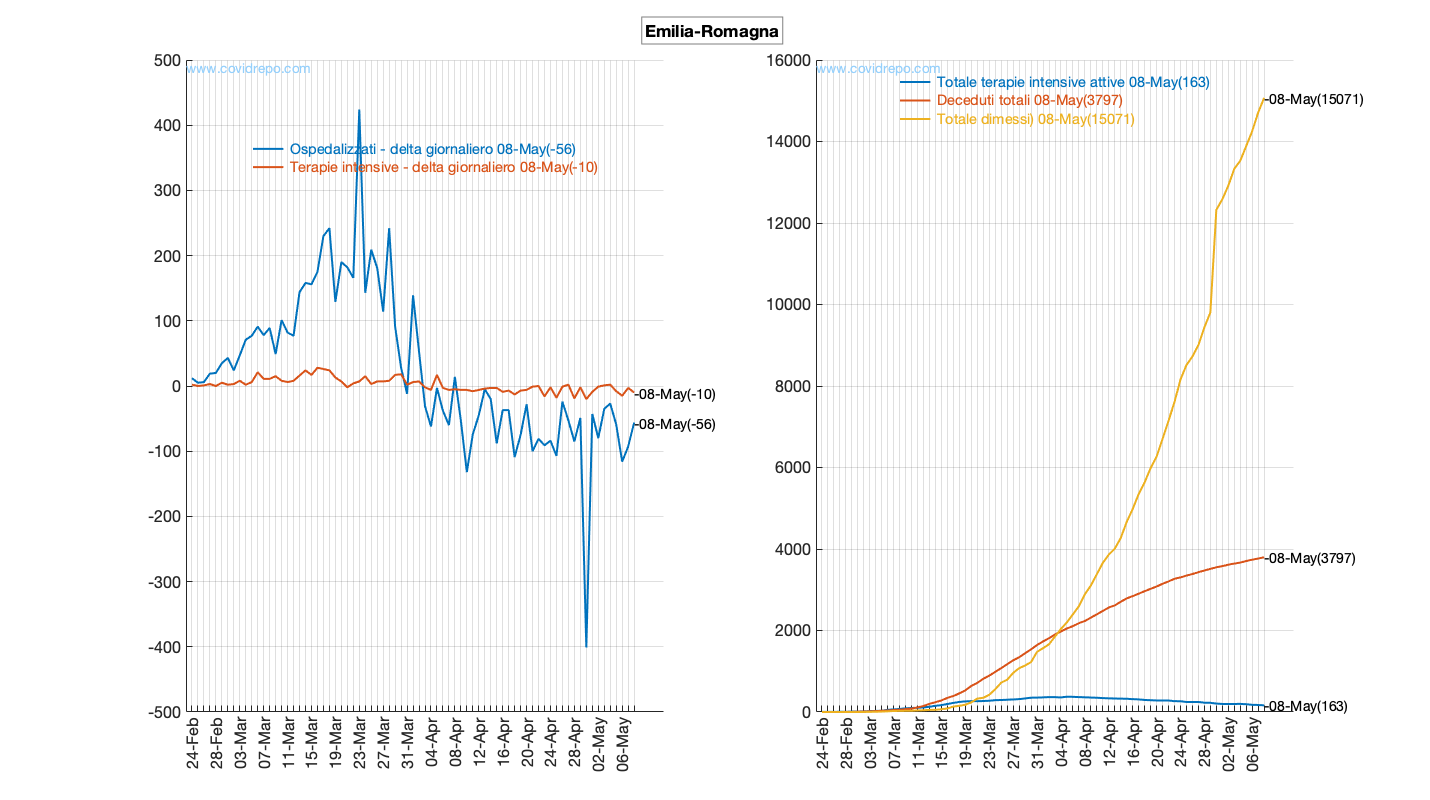 Emilia-Romagna
www.covidrepo.com
Ospedalizzati - delta giornaliero 08-May(-56)
Terapie intensive - delta giornaliero 08-May(-10)
500
400
300
200
100
0
-100
-200
-300
-400
-500
-08-May(-10)
-08-May(-56)
24-Feb
28-Feb
03-Mar
07-Mar
11-Mar
15-Mar
19-Mar
23-Mar
27-Mar
31-Mar
04-Apr
08-Apr
12-Apr
16-Apr
20-Apr
24-Apr
28-Apr
02-May
06-May
www.covidrepo.com
Totale terapie intensive attive 08-May(163)
Deceduti totali 08-May(3797)
Totale dimessi) 08-May(15071)
16000
14000
12000
10000
8000
6000
4000
2000
0
-08-May(15071)
-08-May(3797)
-08-May(163)
24-Feb
28-Feb
03-Mar
07-Mar
11-Mar
15-Mar
19-Mar
23-Mar
27-Mar
31-Mar
04-Apr
08-Apr
12-Apr
16-Apr
20-Apr
24-Apr
28-Apr
02-May
06-May